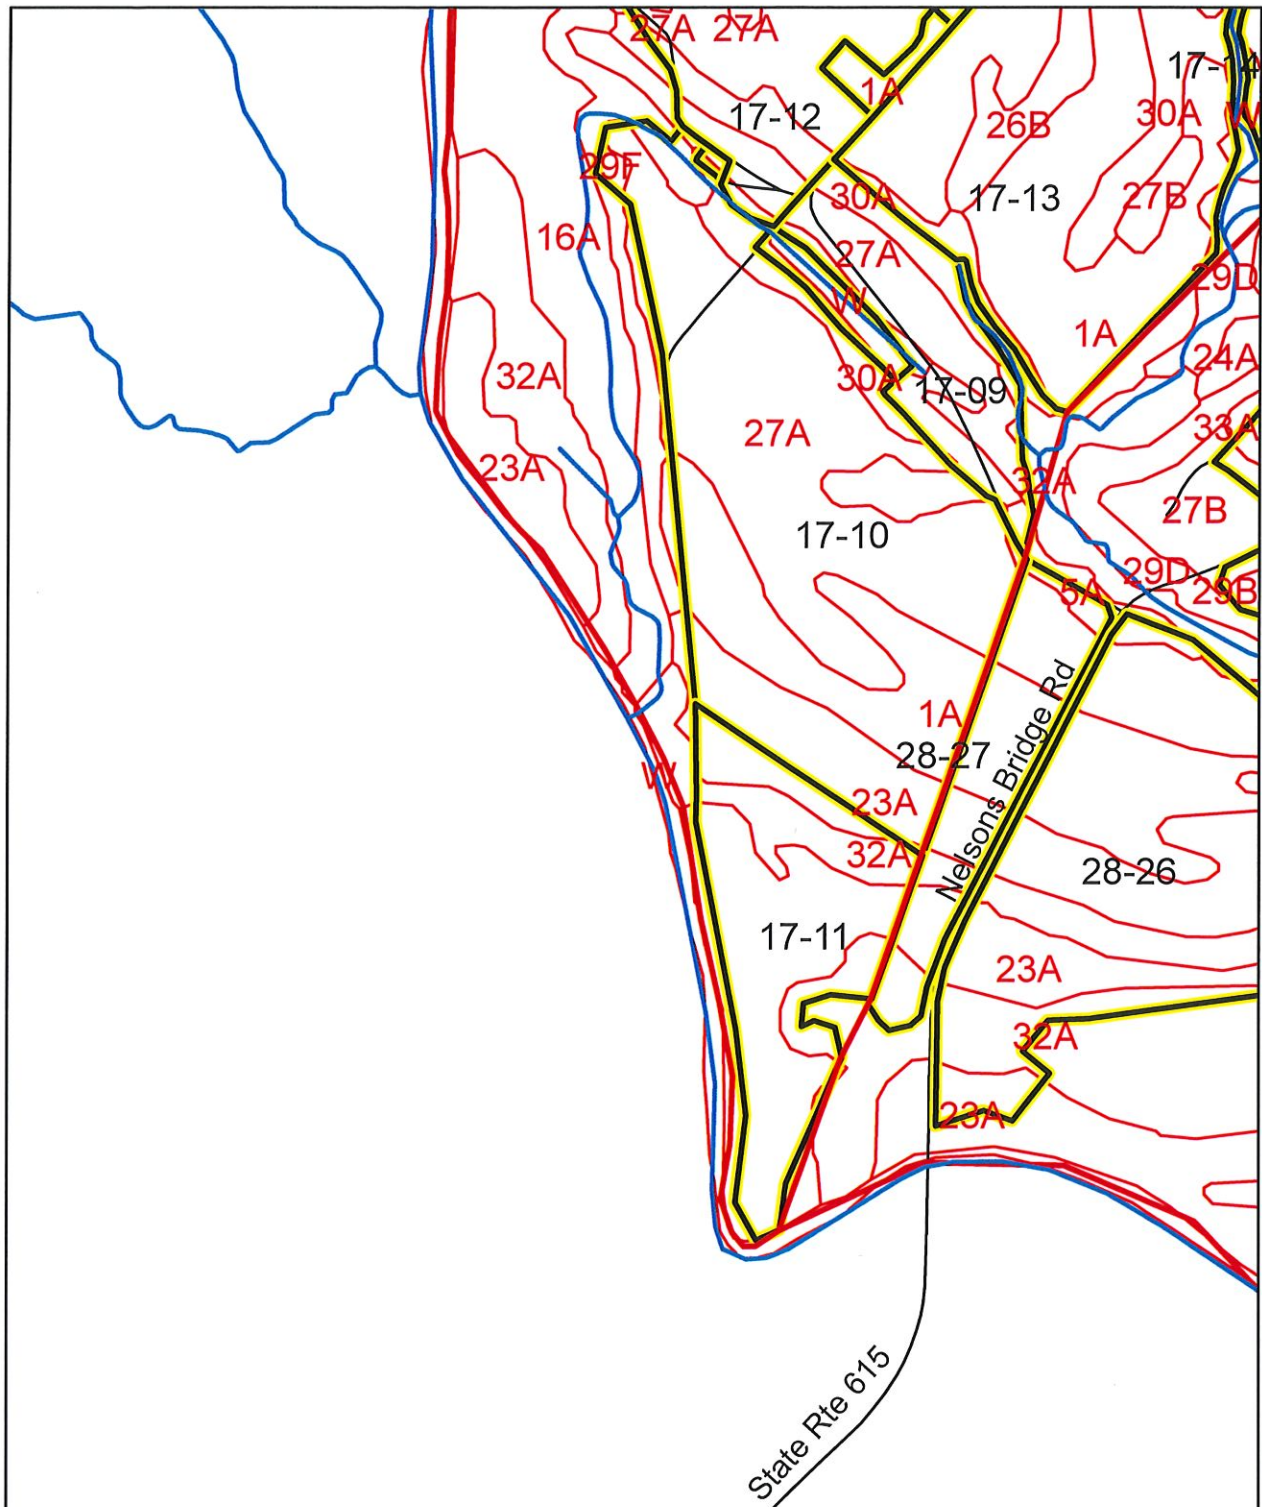 27A 27A
17-14
1A
17-12
26B
30A
W
29F
30A
17-13
27B
16A
27A
29D
W
1A
24A
32A
30A
17-09
27A
33A
23A
32A
27B
17-10
29D
5A
29B
1A
28-27
Nelsons Bridge Rd
W
23A
32A
28-26
17-11
23A
32A
23A
State Rte 615